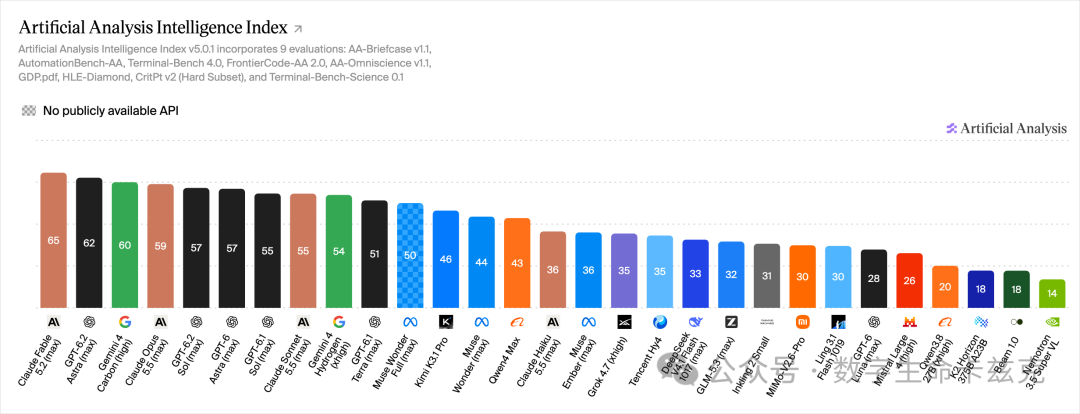 Artificial Analysis Intelligence Index ↗
Artificial Analysis Intelligence Index v5.0.1 incorporates 9 evaluations: AA-Briefcase v1.1,
AutomationBench-AA, Terminal-Bench 4.0, FrontierCode-AA 2.0, AA-Omniscience v1.1,
GDP.pdf, HLE-Diamond, CritPt v2 (Hard Subset), and Terminal-Bench-Science 0.1
No publicly available API
Artificial Analysis
65
62
60
59
57
57
55
55
54
51
50
46
44
43
36
36
35
35
33
32
31
30
30
28
26
20
18
18
14
Claude Fable
5.2 (max)
GPT-6.2
Astra (max)
Gemini 4
Carbon (high)
Claude Opus
5.5 (max)
GPT-6.2
Sol (max)
GPT-6
Astra (max)
GPT-6.1
Sol (max)
Claude Sonnet
5.5 (max)
Gemini 4
Hydrogen
(xhigh)
GPT-6.1
Terra (max)
Muse Wonder
Full (max)
Kimi K3.1 Pro
Muse
Wonder (max)
Qwen4 Max
Claude Haiku
5.5 (max)
Muse
Ember (max)
Grok 4.7 (xhigh)
Tencent Hy4
DeepSeek
V4.1 Flash
1017 (max)
GLM-5.3 (max)
Inkling 2 Small
MiMo-V2.6-Pro
Ling 3.1
Flash 1019
GPT-6
Luna (max)
Mistral Large
4 (high)
Qwen3.5
27B (xhigh)
K2 Horizon
375B A23B
Beam 1.0
Nemotron
3.5 Super VL
公众号 · 数字生命卡兹克